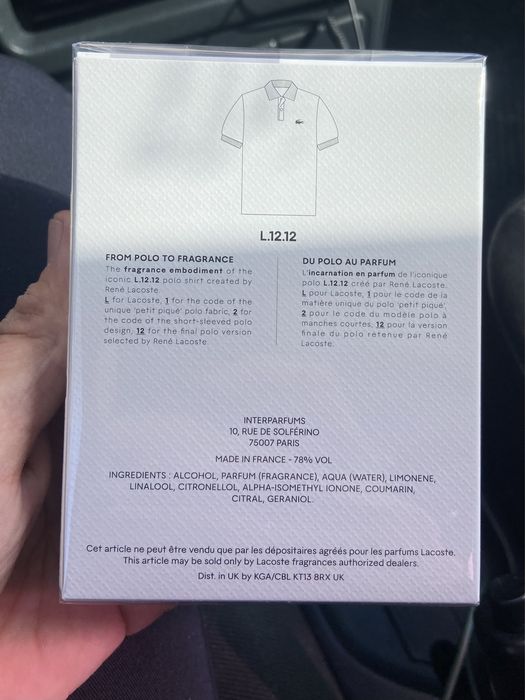 L.12.12
FROM POLO TO FRAGRANCE
The fragrance embodiment of the
iconic L.12.12 polo shirt created by
René Lacoste.
L for Lacoste, 1 for the code of the
unique 'petit piqué' polo fabric, 2 for
the code of the short-sleeved polo
design, 12 for the final polo version
selected by René Lacoste.
DU POLO AU PARFUM
L'incarnation en parfum de l'iconique
polo L.12.12 créé par René Lacoste.
L pour Lacoste, 1 pour le code de la
matière unique du polo 'petit piqué',
2 pour le code du modèle polo à
manches courtes, 12 pour la version
finale du polo retenue par René
Lacoste.
INTERPARFUMS
10, RUE DE SOLFÉRINO
75007 PARIS
MADE IN FRANCE - 78% VOL
INGREDIENTS : ALCOHOL, PARFUM (FRAGRANCE), AQUA (WATER), LIMONENE,
LINALOOL, CITRONELLOL, ALPHA-ISOMETHYL IONONE, COUMARIN,
CITRAL, GERANIOL.
Cet article ne peut être vendu que par les dépositaires agréés pour les parfums Lacoste.
This article may be sold only by Lacoste fragrances authorized dealers.
Dist. in UK by KGA/CBL KT13 8RX UK